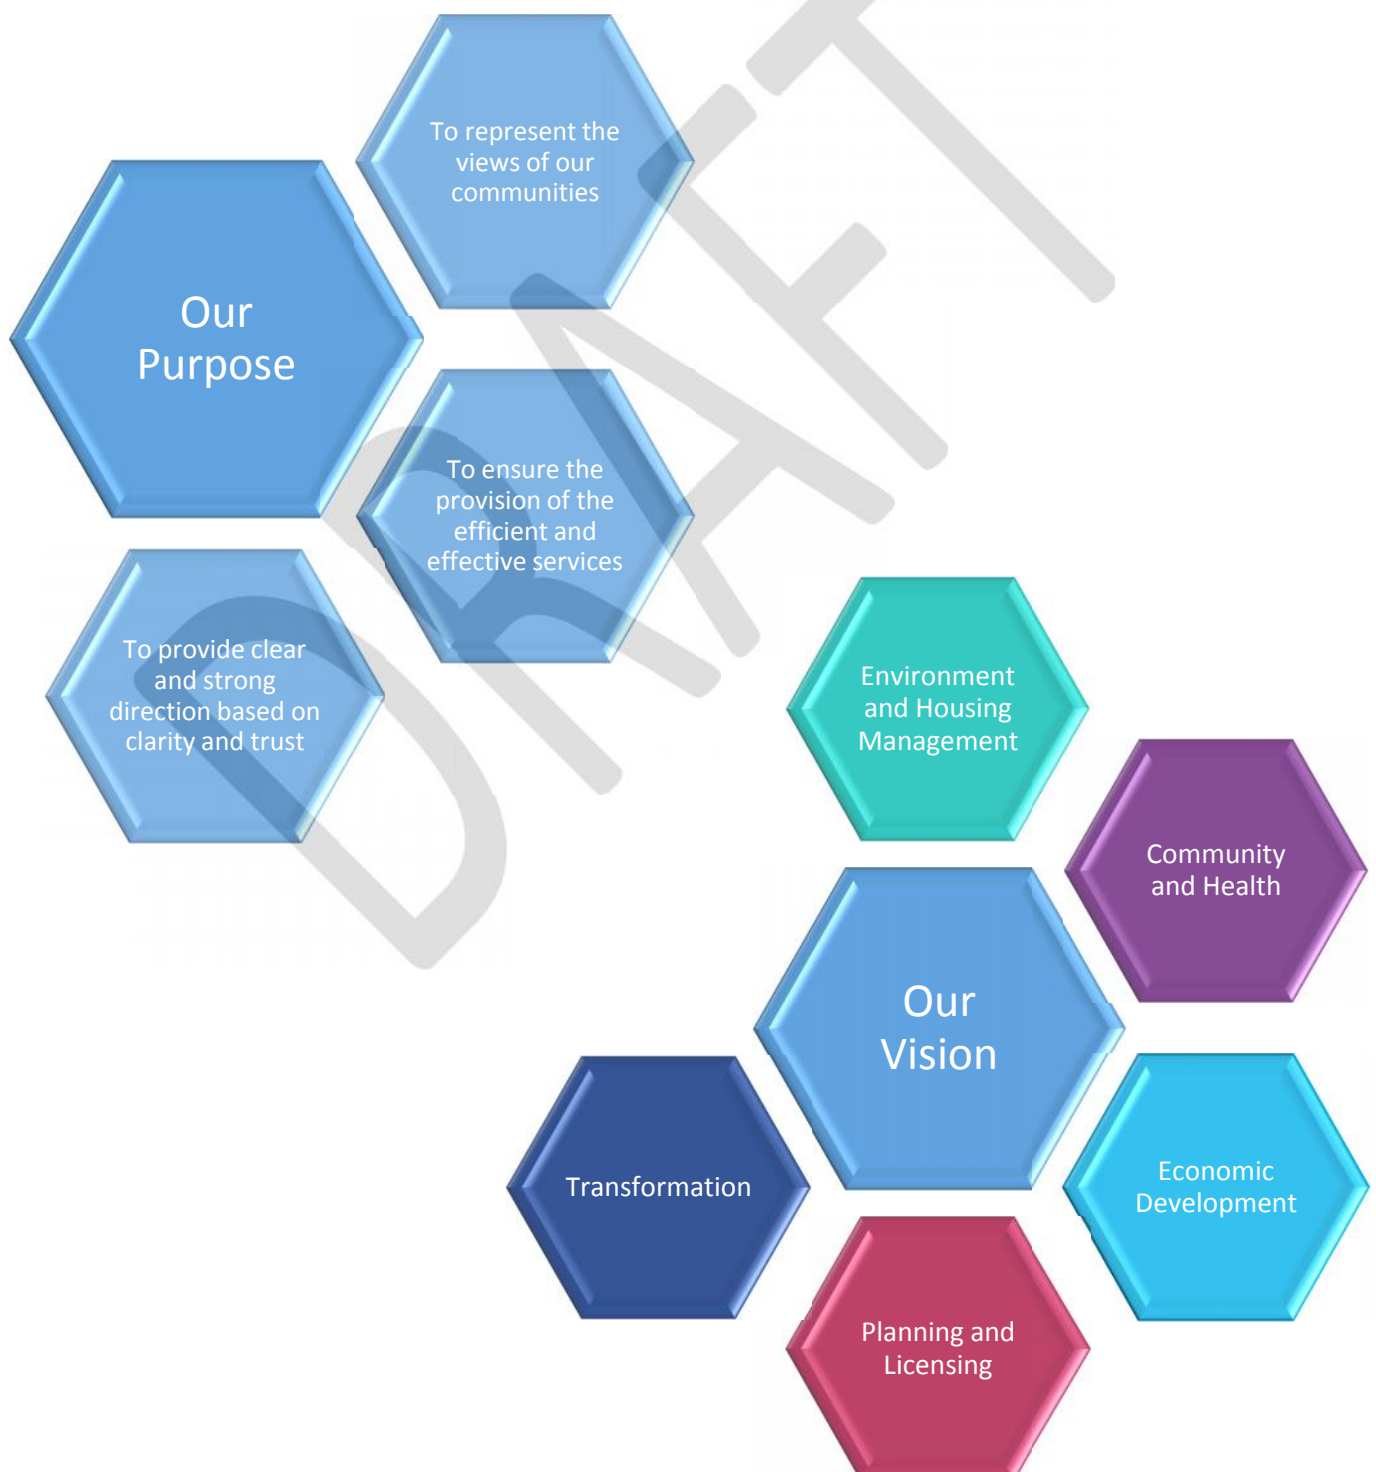 To represent the
views of our
communities
Our
Purpose
To ensure the
provision of the
efficient and
effective services
To provide clear
and strong
direction based on
clarity and trust
DRAFT
Environment
and Housing
Management
Community
and Health
Our
Vision
Transformation
Economic
Development
Planning and
Licensing